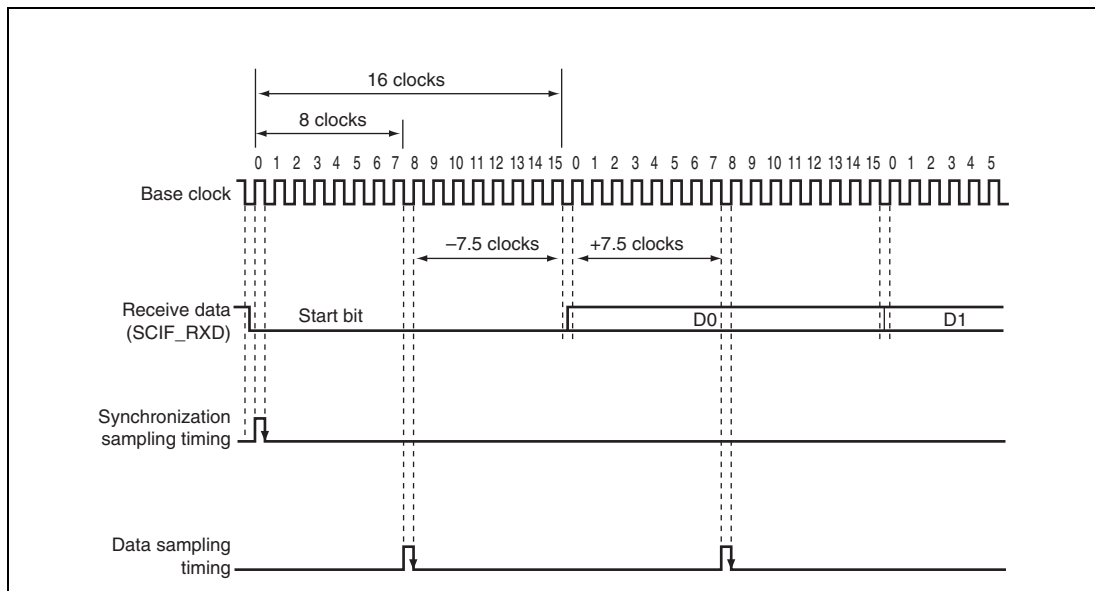 16 clocks
8 clocks
0 1 2 3 4 5 6 7 8 9 10 11 12 13 14 15 0 1 2 3 4 5 6 7 8 9 10 11 12 13 14 15 0 1 2 3 4 5
Base clock
–7.5 clocks +7.5 clocks
Receive data
(SCIF_RXD)
Start bit D0 D1
Synchronization
sampling timing
Data sampling
timing